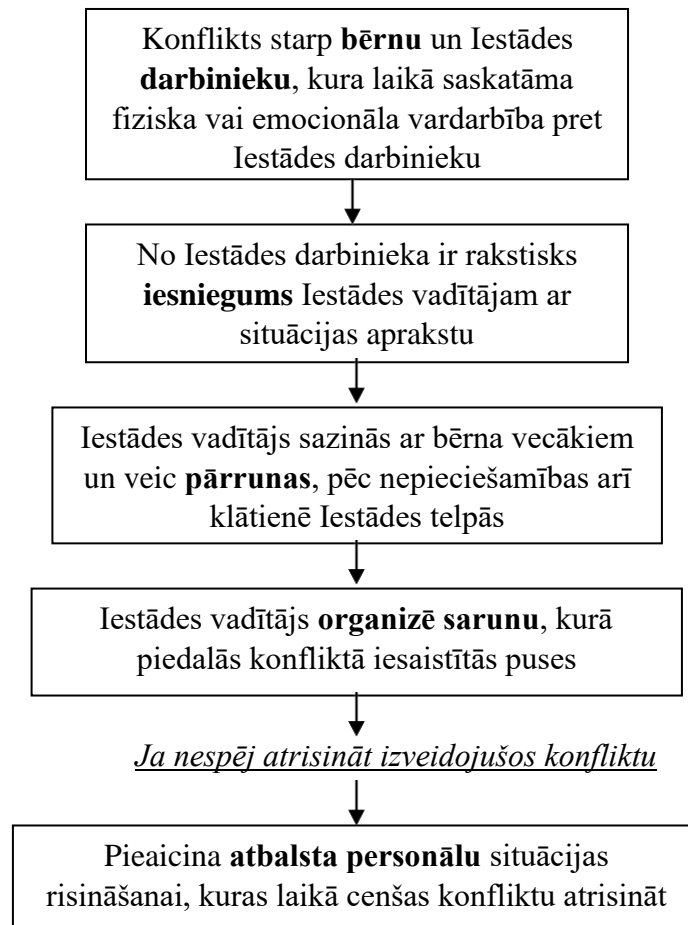 Konflikts starp bērnu un Iestādes
darbinieku, kura laikā saskatāma
fiziska vai emocionāla vardarbība pret
Iestādes darbinieku
No Iestādes darbinieka ir rakstisks
iesniegums Iestādes vadītājam ar
situācijas aprakstu
Iestādes vadītājs sazinās ar bērna vecākiem
un veic pārrunas, pēc nepieciešamības arī
klātienē Iestādes telpās
Iestādes vadītājs organizē sarunu, kurā
piedalās konfliktā iesaistītās puses
Ja nespēj atrisināt izveidojušos konfliktu
Pieaicina atbalsta personālu situācijas
risināšanai, kuras laikā cenšas konfliktu atrisināt